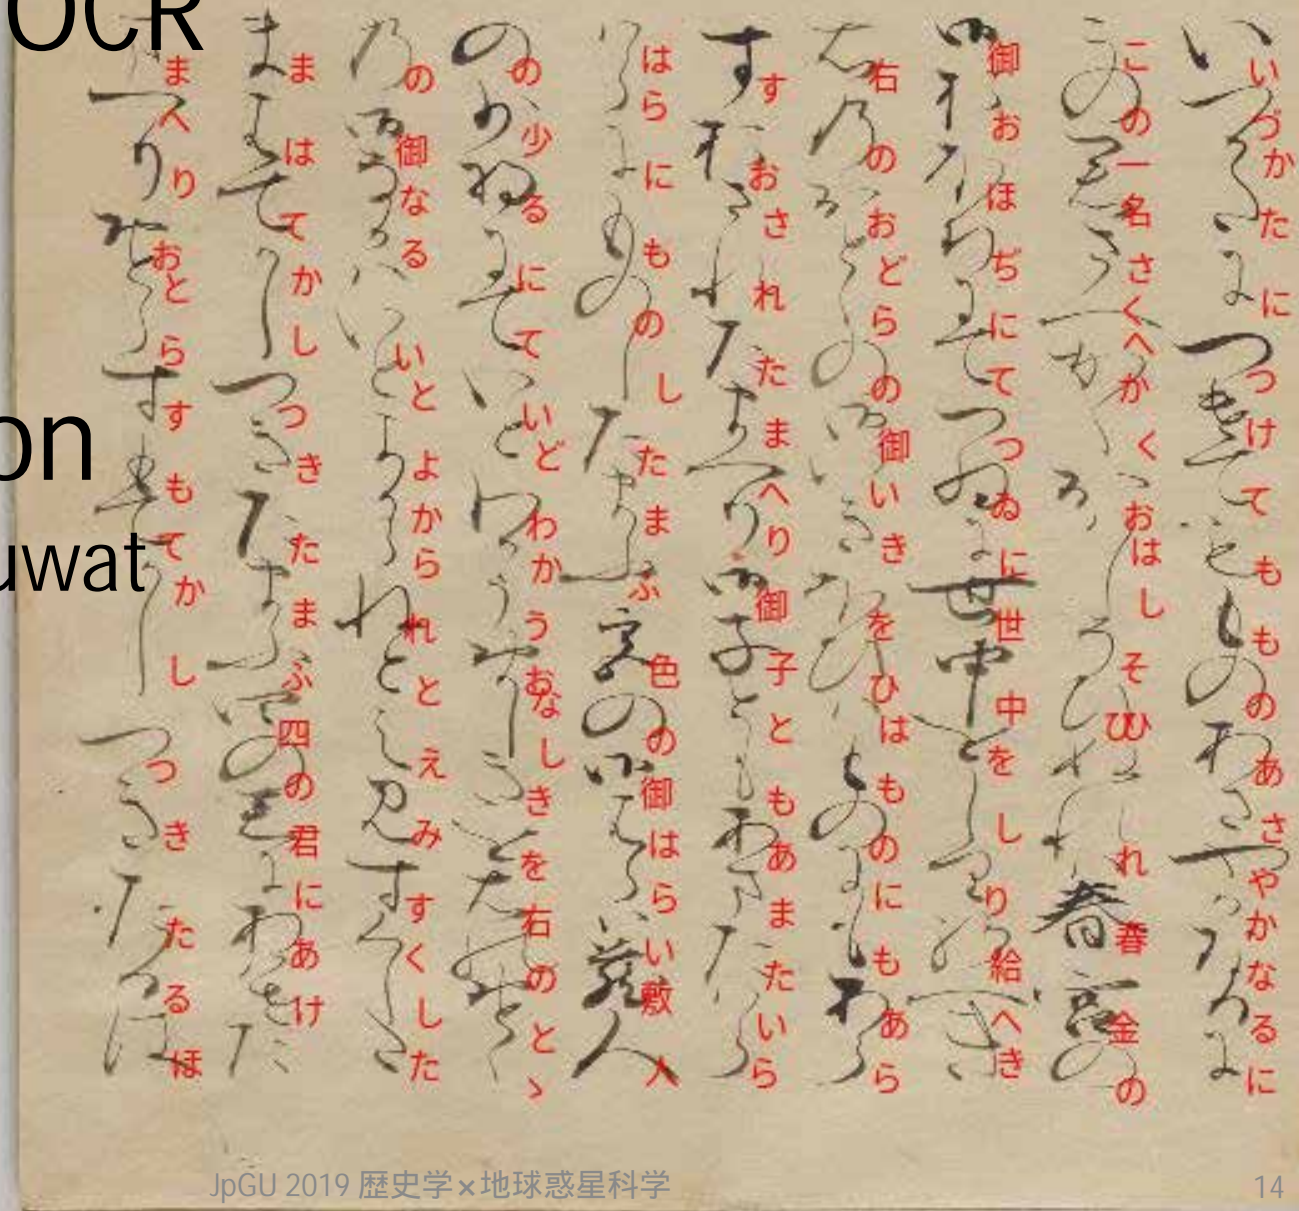 OCR
on
uwat
いづかたにつけてもものあさやかなるに
この一名さくへかくおはしそひれ春金の
御おほぢにてつゐに世中をしり給へき
右のおどらの御いきをひはものにもあら
すおされたまへり御子ともあまたいら
はらにものしたまふ色の御はらい敷人
の少るにていどわかうおなしきを右のとゝ
の御なるいとよかられとえみすくした
まはてかしつきたまふ四の君にあけ
まへりおとらすもてかしつきたるほ
JpGU 2019 歴史学×地球惑星科学
14